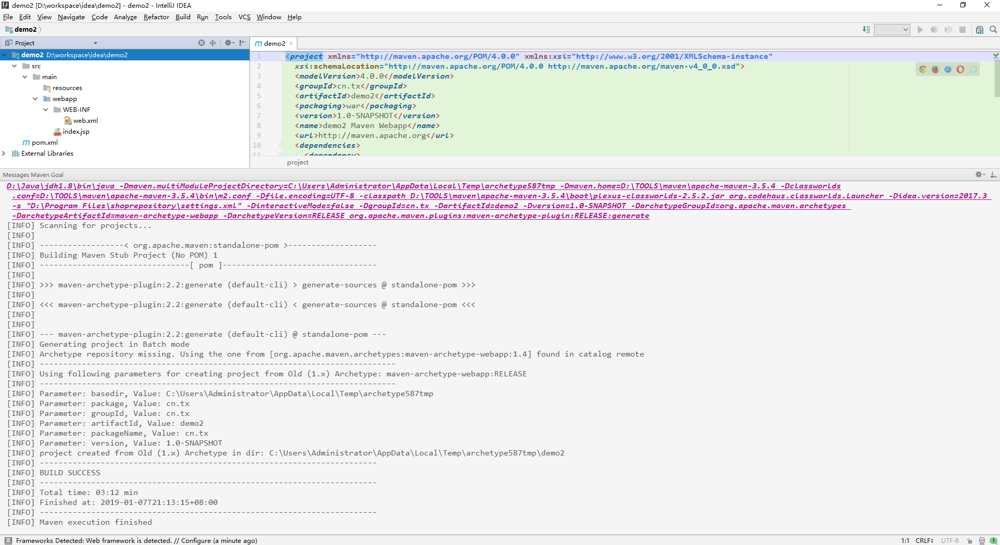 demo2 [D:\workspace\idea\demo2] - demo2 - IntelliJ IDEA
File Edit View Navigate Code Analyze Refactor Build Run Tools VCS Window Help
demo2
Project
demo2
demo2 D:\workspace\idea\demo2
src
main
resources
webapp
WEB-INF
web.xml
index.jsp
pom.xml
External Libraries
1 <project xmlns="http://maven.apache.org/POM/4.0.0" xmlns:xsi="http://www.w3.org/2001/XMLSchema-instance"
2 xsi:schemaLocation="http://maven.apache.org/POM/4.0.0 http://maven.apache.org/maven-v4_0_0.xsd">
3 <modelVersion>4.0.0</modelVersion>
4 <groupId>cn.tx</groupId>
5 <artifactId>demo2</artifactId>
6 <packaging>war</packaging>
7 <version>1.0-SNAPSHOT</version>
8 <name>demo2 Maven Webapp</name>
9 <url>http://maven.apache.org</url>
10 <dependencies>
11 <dependency>
project
Messages Maven Goal
D:\Java\jdk1.8\bin\java -Dmaven.multiModuleProjectDirectory=C:\Users\Administrator\AppData\Local\Temp\archetype587tmp -Dmaven.home=D:\TOOLS\maven\apache-maven-3.5.4 -Dclassworlds
.conf=D:\TOOLS\maven\apache-maven-3.5.4\bin\m2.conf -Dfile.encoding=UTF-8 -classpath D:\TOOLS\maven\apache-maven-3.5.4\boot\plexus-classworlds-2.5.2.jar org.codehaus.classworlds.Launcher -Didea.version=2017.3
-s "D:\Program Files\shoprepository\settings.xml" -DinteractiveMode=false -DgroupId=cn.tx -DartifactId=demo2 -Dversion=1.0-SNAPSHOT -DarchetypeGroupId=org.apache.maven.archetypes
-DarchetypeArtifactId=maven-archetype-webapp -DarchetypeVersion=RELEASE org.apache.maven.plugins:maven-archetype-plugin:RELEASE:generate
[INFO] Scanning for projects...
[INFO]
[INFO] ------------------< org.apache.maven:standalone-pom >-------------------
[INFO] Building Maven Stub Project (No POM) 1
[INFO] --------------------------------[ pom ]---------------------------------
[INFO]
[INFO] >>> maven-archetype-plugin:2.2:generate (default-cli) > generate-sources @ standalone-pom >>>
[INFO]
[INFO] <<< maven-archetype-plugin:2.2:generate (default-cli) < generate-sources @ standalone-pom <<<
[INFO]
[INFO]
[INFO] --- maven-archetype-plugin:2.2:generate (default-cli) @ standalone-pom ---
[INFO] Generating project in Batch mode
[INFO] Archetype repository missing. Using the one from [org.apache.maven.archetypes:maven-archetype-webapp:1.4] found in catalog remote
[INFO] ----------------------------------------------------------------------------
[INFO] Using following parameters for creating project from Old (1.x) Archetype: maven-archetype-webapp:RELEASE
[INFO] ----------------------------------------------------------------------------
[INFO] Parameter: basedir, Value: C:\Users\Administrator\AppData\Local\Temp\archetype587tmp
[INFO] Parameter: package, Value: cn.tx
[INFO] Parameter: groupId, Value: cn.tx
[INFO] Parameter: artifactId, Value: demo2
[INFO] Parameter: packageName, Value: cn.tx
[INFO] Parameter: version, Value: 1.0-SNAPSHOT
[INFO] project created from Old (1.x) Archetype in dir: C:\Users\Administrator\AppData\Local\Temp\archetype587tmp\demo2
[INFO] ------------------------------------------------------------------------
[INFO] BUILD SUCCESS
[INFO] ------------------------------------------------------------------------
[INFO] Total time: 03:12 min
[INFO] Finished at: 2019-01-07T21:13:15+08:00
[INFO] ------------------------------------------------------------------------
[INFO] Maven execution finished
Frameworks Detected: Web framework is detected. // Configure (a minute ago)
1:1 CRLF UTF-8 1